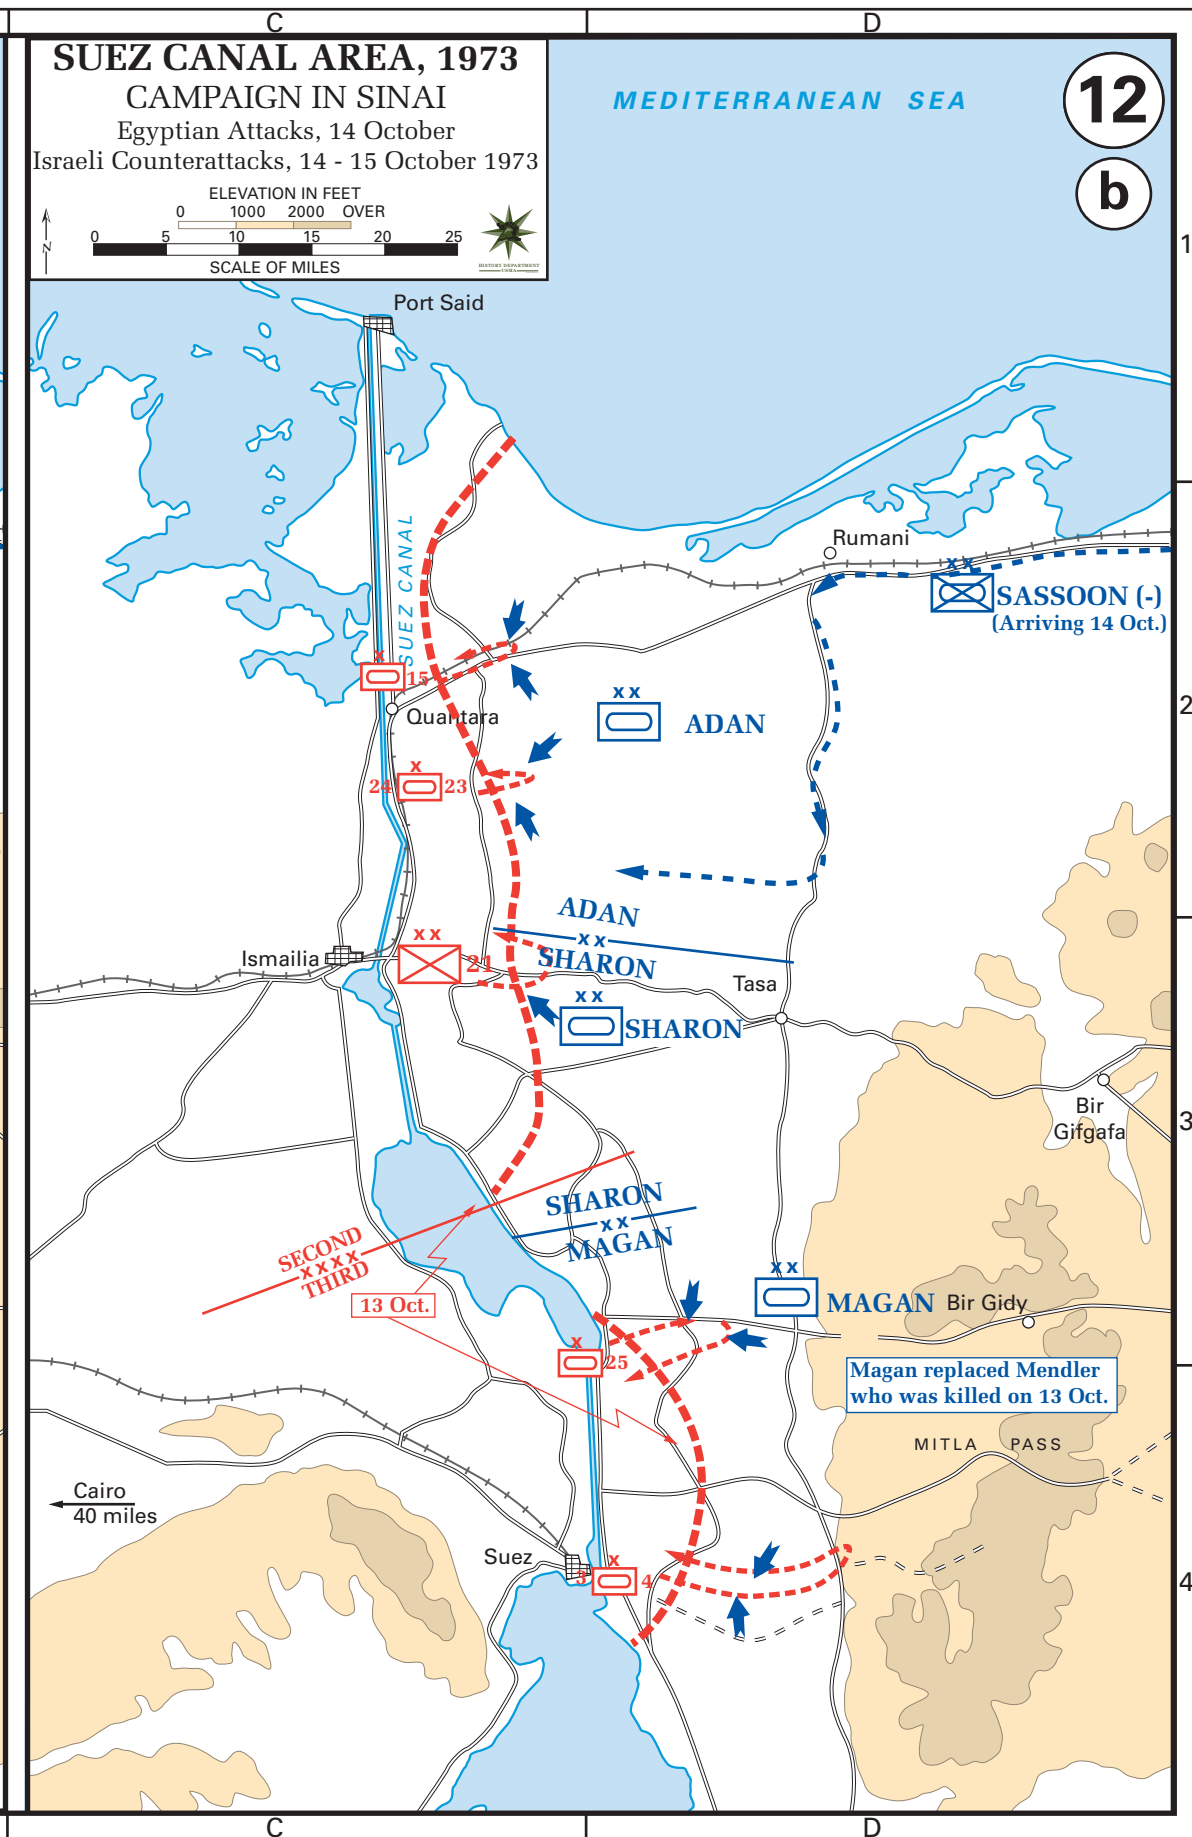 C
D
SUEZ CANAL AREA, 1973
CAMPAIGN IN SINAI
Egyptian Attacks, 14 October
Israeli Counterattacks, 14 - 15 October 1973
ELEVATION IN FEET
0 1000 2000 OVER
N
0 5 10 15 20 25
SCALE OF MILES
HISTORY DEPARTMENT
USMA
MEDITERRANEAN SEA
12
b
1
Port Said
SUEZ CANAL
Rumani
x x
SASSOON (-)
(Arriving 14 Oct.)
x
15
Quantara
x x
ADAN
2
x
24
23
ADAN
x x
SHARON
Ismailia
x x
21
Tasa
x x
SHARON
Bir
Gifgafa
3
SHARON
x x
MAGAN
SECOND
x x x x
THIRD
13 Oct.
x x
MAGAN
Bir Gidy
x
25
Magan replaced Mendler
who was killed on 13 Oct.
MITLA PASS
Cairo
40 miles
Suez
x
3
4
4
C
D